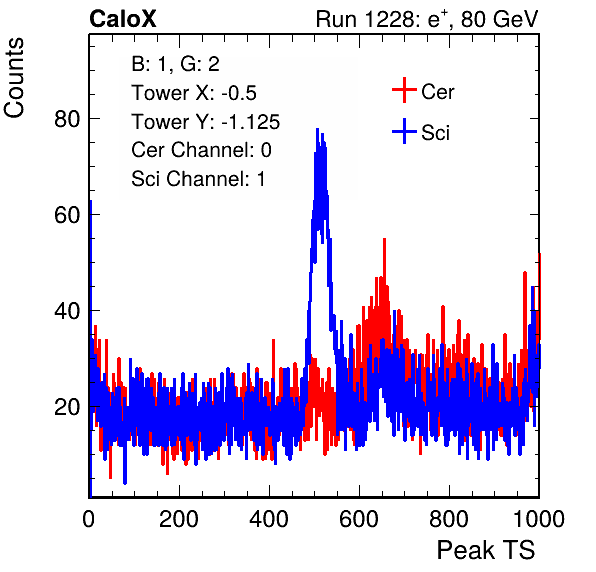 CaloX Run 1228: e+, 80 GeV
Counts
B: 1, G: 2
Tower X: -0.5
Tower Y: -1.125
Cer Channel: 0
Sci Channel: 1
Cer
Sci
80
60
40
20
0 200 400 600 800 1000
Peak TS